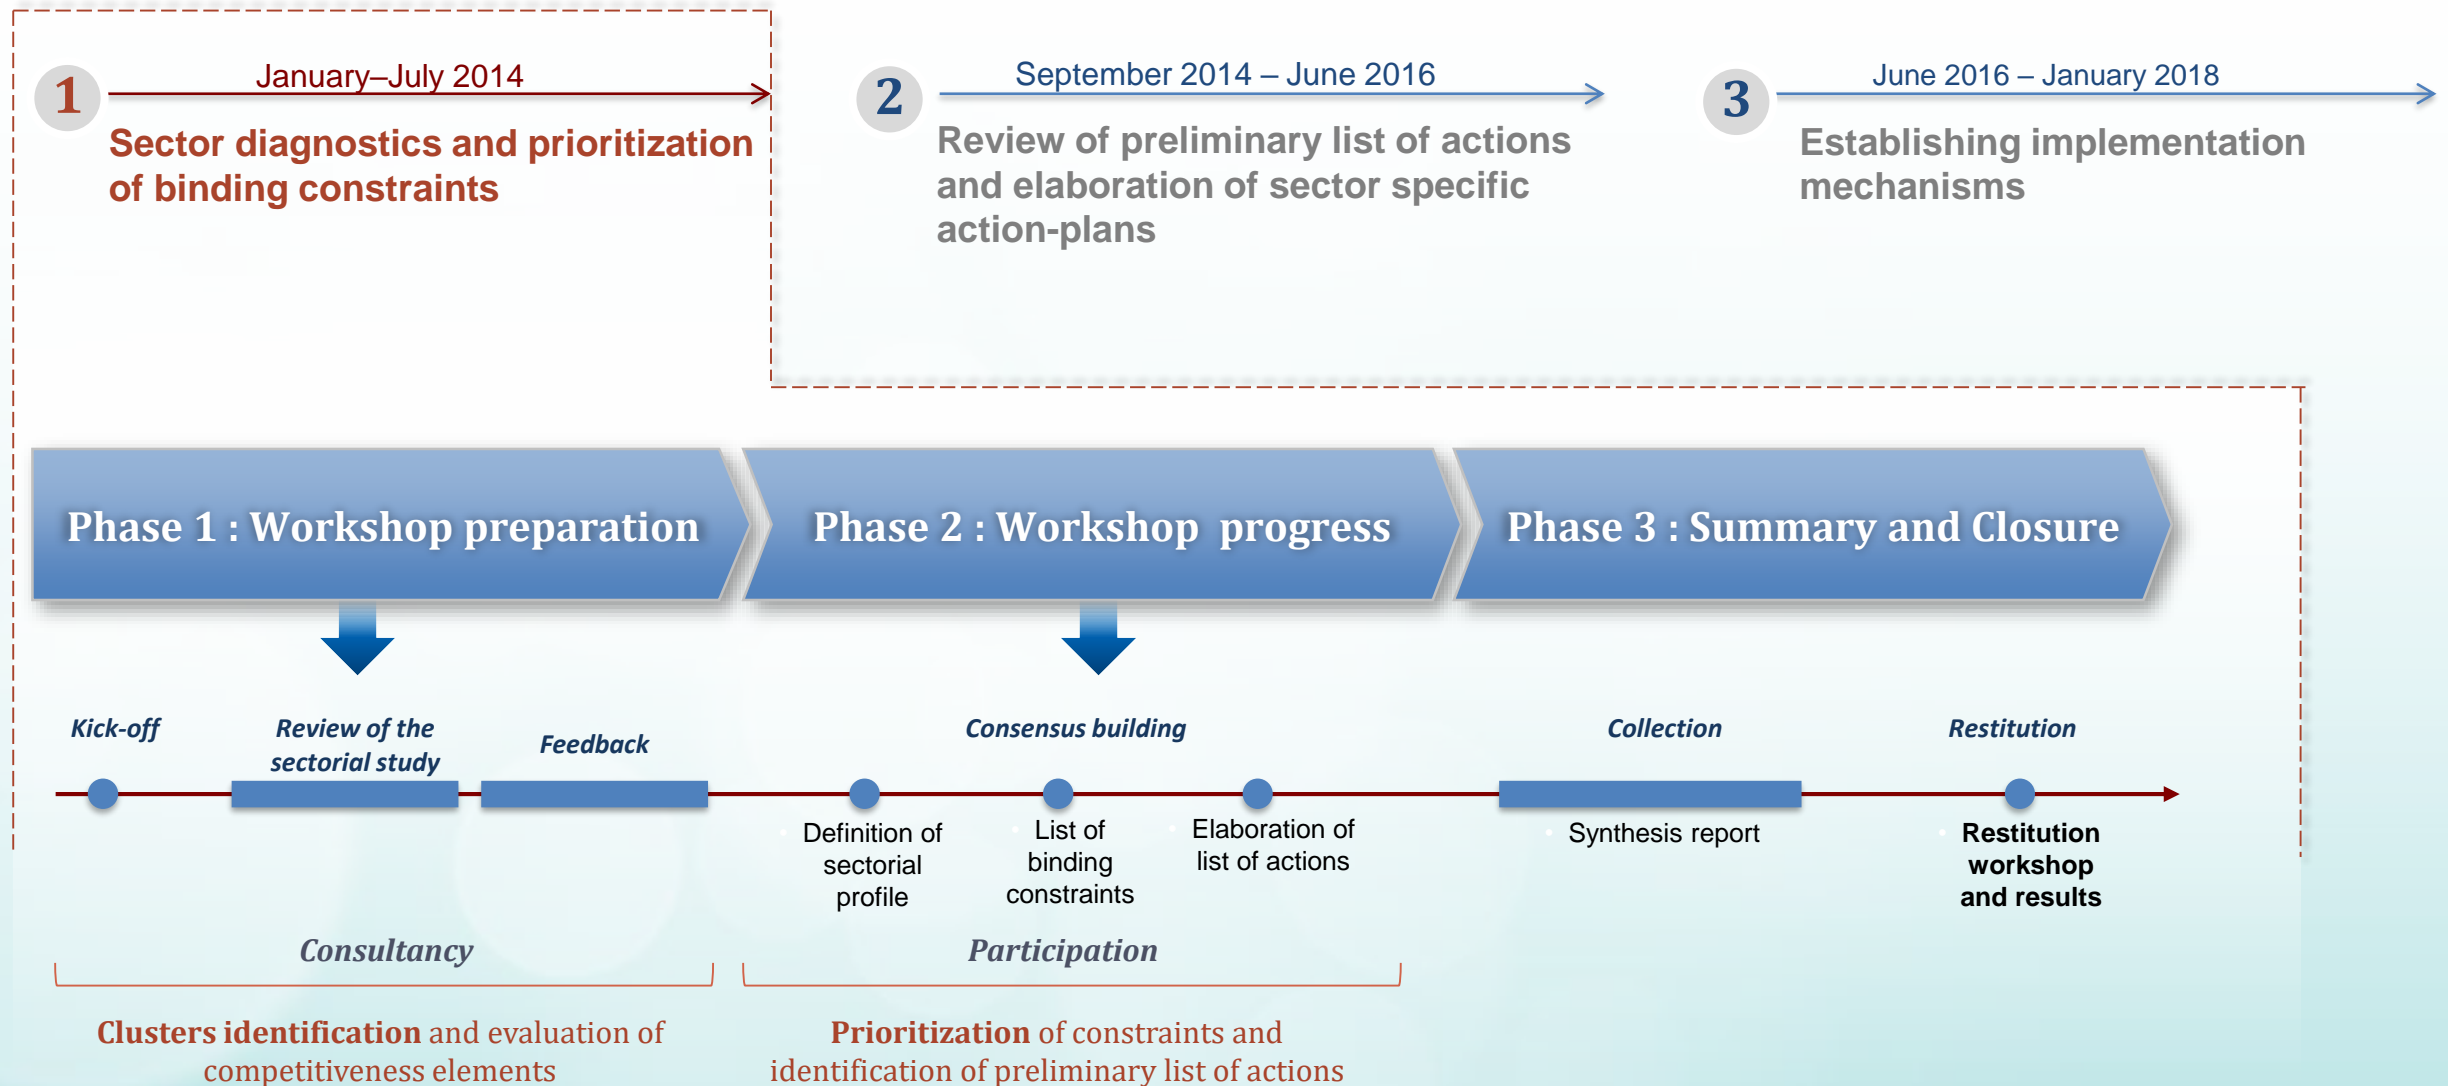 1
January–July 2014
Sector diagnostics and prioritization
of binding constraints
2
September 2014 – June 2016
Review of preliminary list of actions
and elaboration of sector specific
action-plans
3
June 2016 – January 2018
Establishing implementation
mechanisms
Phase 1 : Workshop preparation
Phase 2 : Workshop progress
Phase 3 : Summary and Closure
Kick-off
Review of the
sectorial study
Feedback
Consensus building
Collection
Restitution
• Definition of
sectorial
profile
• List of
binding
constraints
• Elaboration of
list of actions
• Synthesis report
• Restitution
workshop
and results
Consultancy
Participation
Clusters identification and evaluation of
competitiveness elements
Prioritization of constraints and
identification of preliminary list of actions